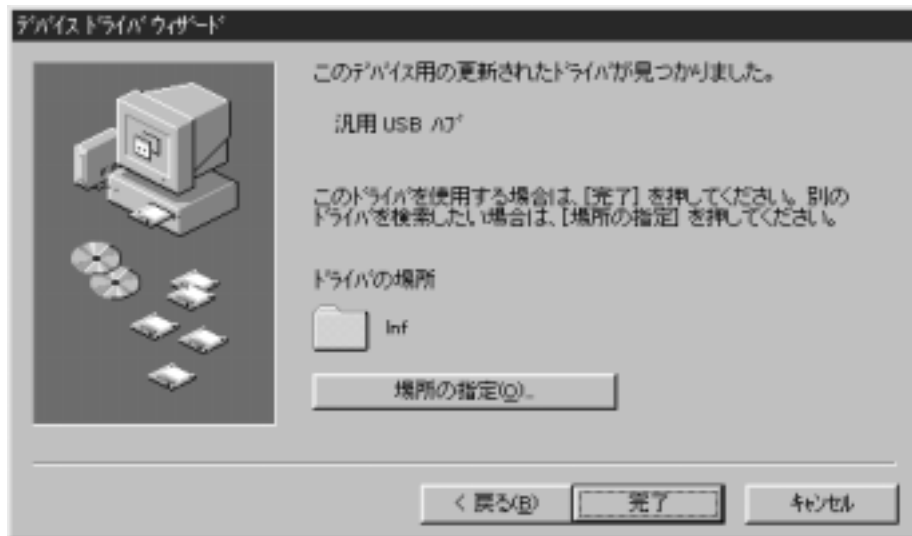 ﾃﾞﾊﾞｲｽ ﾄﾞﾗｲﾊﾞ ｳｨｻﾞｰﾄﾞ
このﾃﾞﾊﾞｲｽ用の更新されたﾄﾞﾗｲﾊﾞが見つかりました。
汎用 USB ﾊﾌﾞ
このﾄﾞﾗｲﾊﾞを使用する場合は、[完了] を押してください。別の
ﾄﾞﾗｲﾊﾞを検索したい場合は、[場所の指定] を押してください。
ﾄﾞﾗｲﾊﾞの場所
Inf
場所の指定(O)...
< 戻る(B)
完了
ｷｬﾝｾﾙ